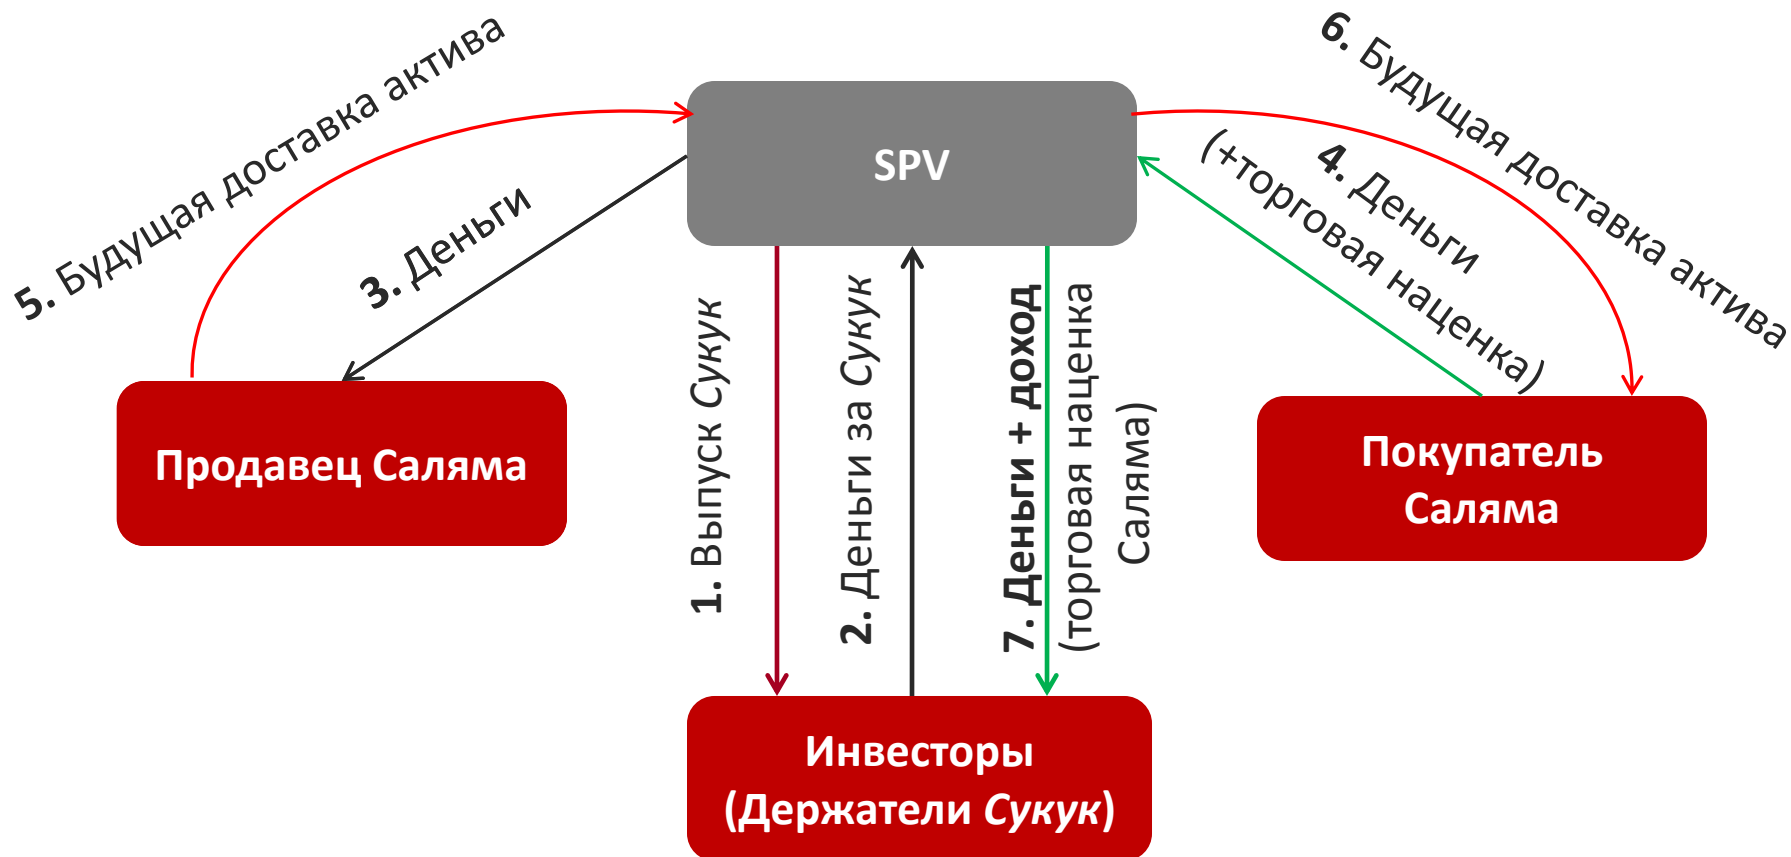 SPV
5. Будущая доставка актива
3. Деньги
6. Будущая доставка актива
4. Деньги
(+торговая наценка)
Продавец Саляма
1. Выпуск Сукук
2. Деньги за Сукук
7. Деньги + доход
(торговая наценка
Саляма)
Покупатель
Саляма
Инвесторы
(Держатели Сукук)